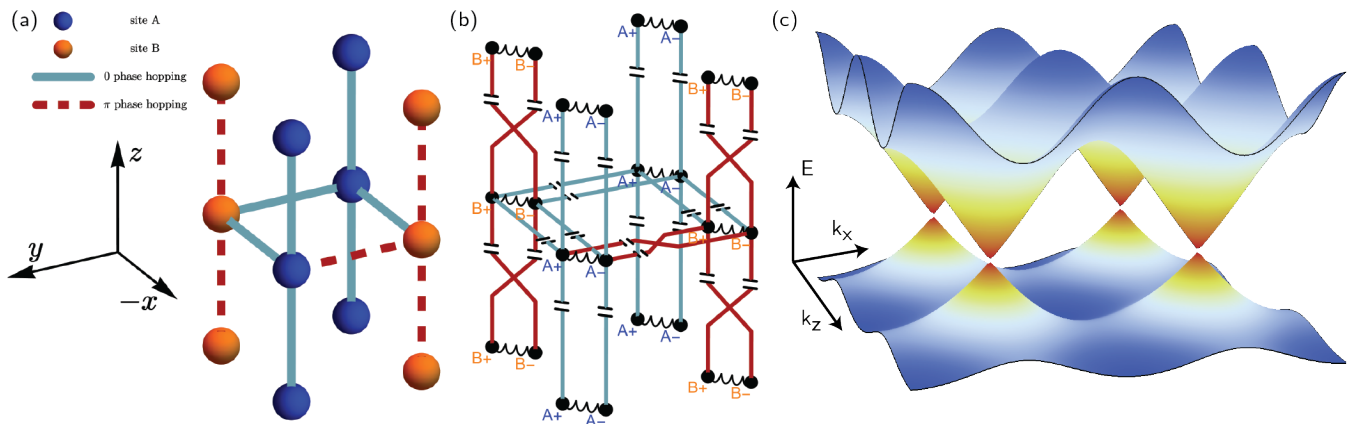 (a)
site A
site B
0 phase hopping
π phase hopping
z
y
−x
(b)
A+ A−
B+ B−
B+ B−
A+ A−
A+ A−
B+ B−
B+ B−
A+ A−
A+ A−
B+ B−
B+ B−
A+ A−
(c)
E
kx
kz